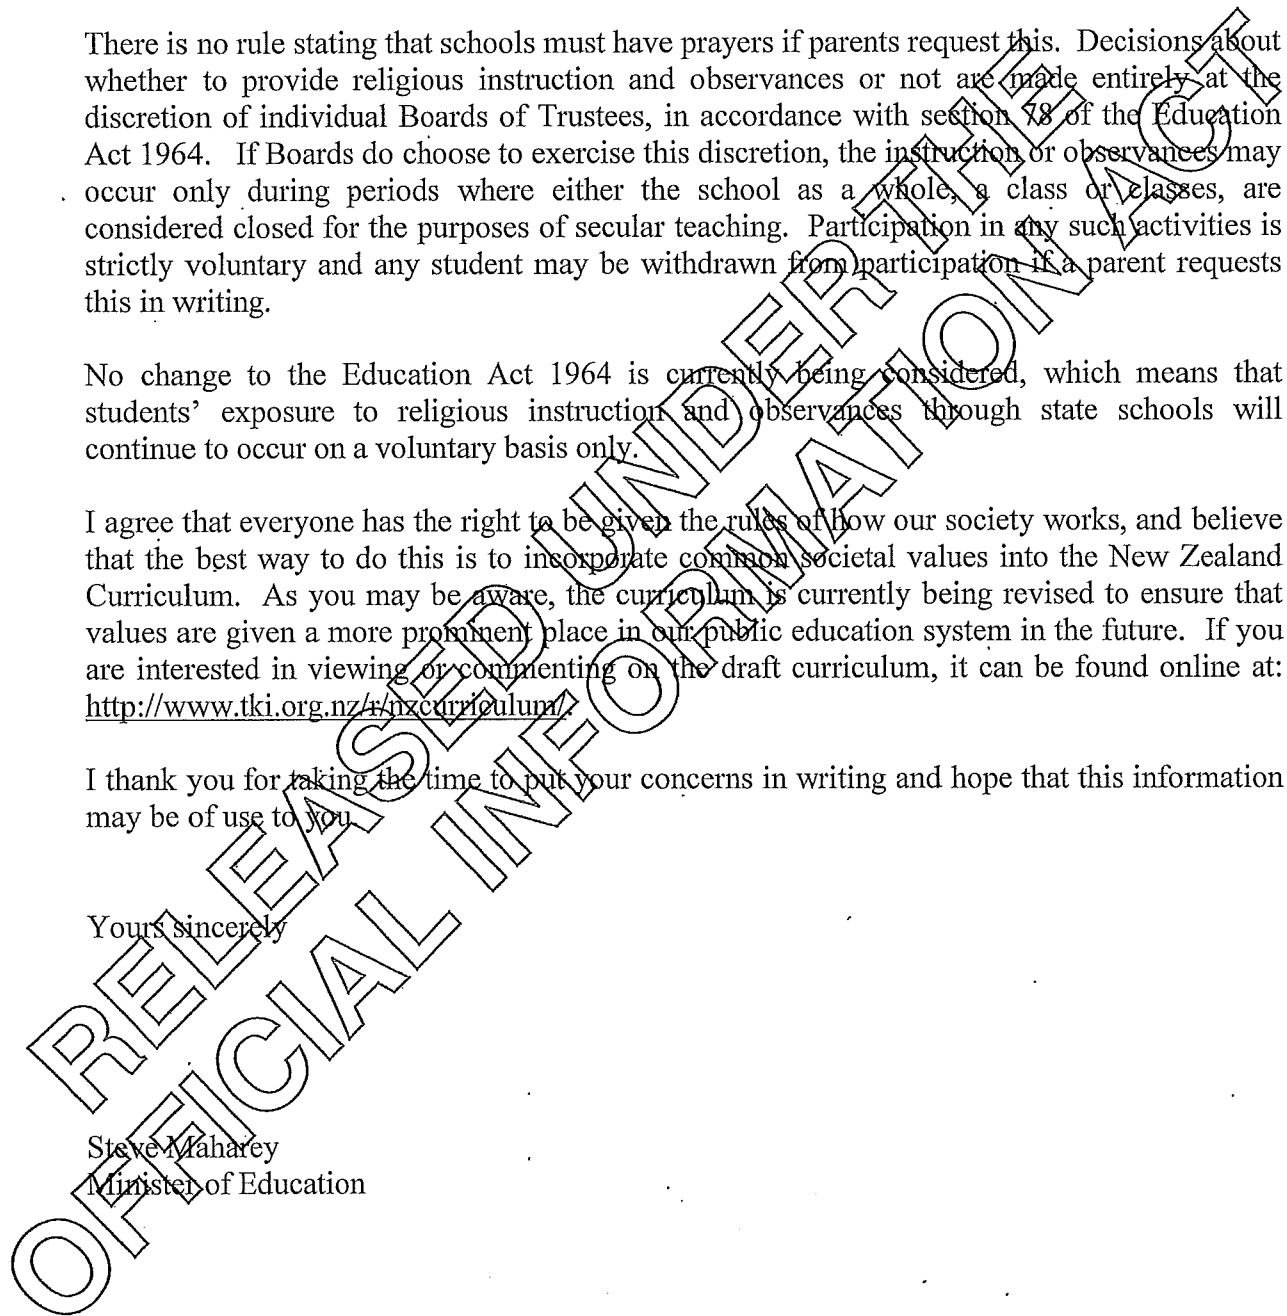 There is no rule stating that schools must have prayers if parents request this. Decisions about
whether to provide religious instruction and observances or not are made entirely at the
discretion of individual Boards of Trustees, in accordance with section 78 of the Education
Act 1964. If Boards do choose to exercise this discretion, the instruction or observances may
occur only during periods where either the school as a whole, a class or classes, are
considered closed for the purposes of secular teaching. Participation in any such activities is
strictly voluntary and any student may be withdrawn from participation if a parent requests
this in writing.
No change to the Education Act 1964 is currently being considered, which means that
students’ exposure to religious instruction and observances through state schools will
continue to occur on a voluntary basis only.
I agree that everyone has the right to be given the rules of how our society works, and believe
that the best way to do this is to incorporate common societal values into the New Zealand
Curriculum. As you may be aware, the curriculum is currently being revised to ensure that
values are given a more prominent place in our public education system in the future. If you
are interested in viewing or commenting on the draft curriculum, it can be found online at:
http://www.tki.org.nz/r/nzcurriculum/.
I thank you for taking the time to put your concerns in writing and hope that this information
may be of use to you.
Yours sincerely
Steve Maharey
Minister of Education
RELEASED UNDER THE
OFFICIAL INFORMATION ACT